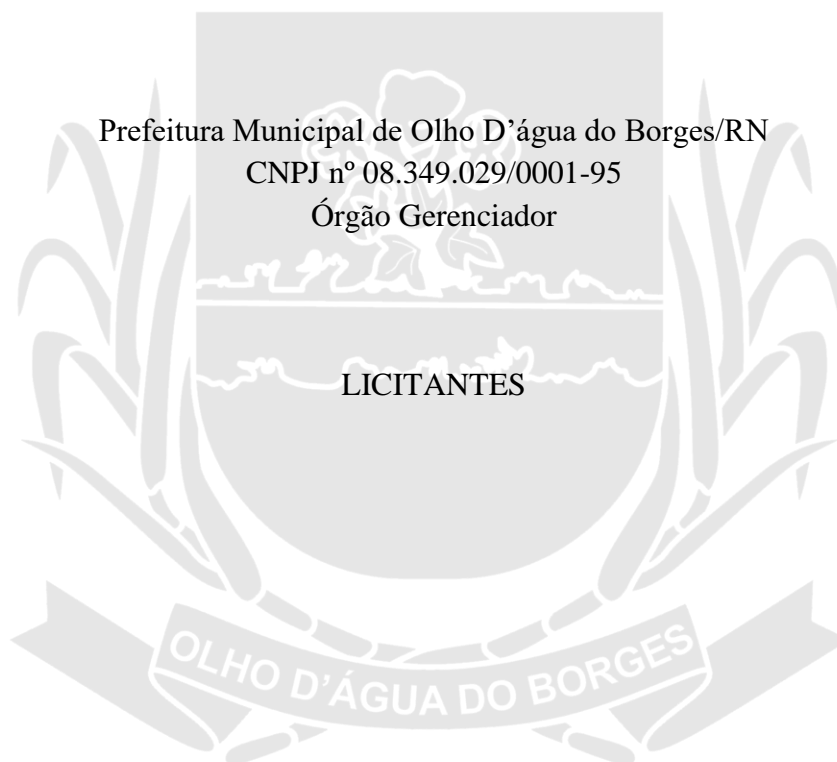 Prefeitura Municipal de Olho D’água do Borges/RN
CNPJ nº 08.349.029/0001-95
Órgão Gerenciador
LICITANTES
OLHO D’ÁGUA DO BORGES